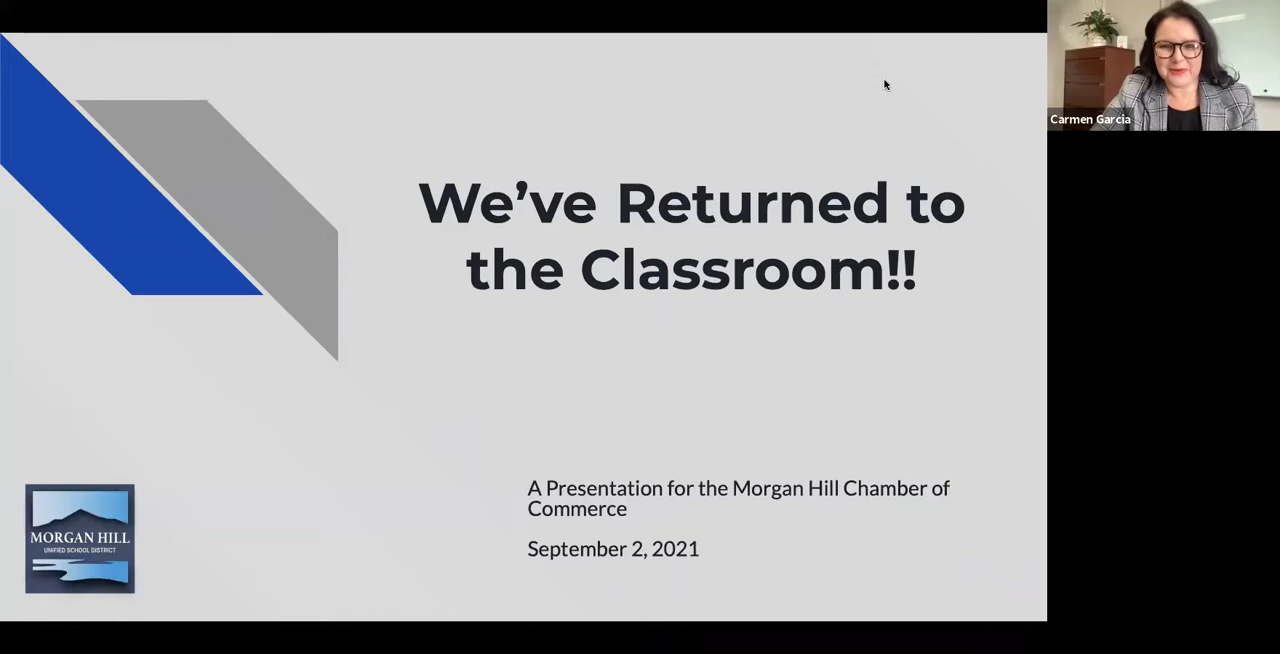 Carmen Garcia
We’ve Returned to
the Classroom!!
A Presentation for the Morgan Hill Chamber of
Commerce
September 2, 2021
MORGAN HILL
UNIFIED SCHOOL DISTRICT